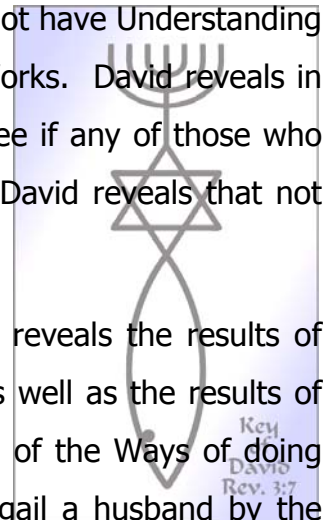 ot have Understanding
orks. David reveals in
ee if any of those who
David reveals that not
reveals the results of
s well as the results of
of the Ways of doing
gail a husband by the
Key
of
David
Rev. 3:7